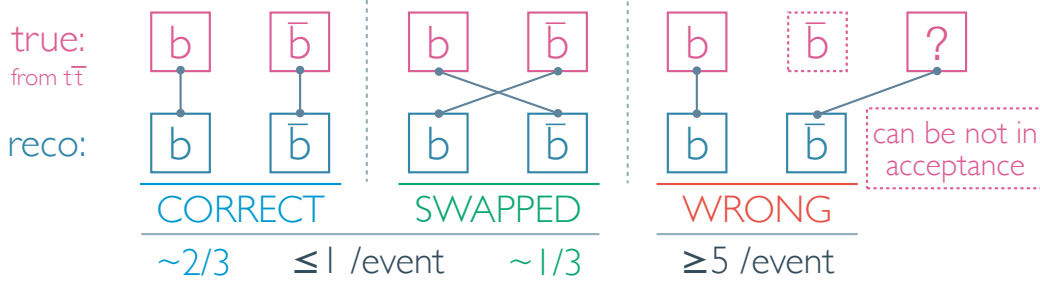 true: b b̅ b b̅ b b̅ ?
from tt̅
reco: b b̅ b b̅ b b̅
can be not in
acceptance
CORRECT SWAPPED WRONG
~2/3 ≤1 /event ~1/3 ≥5 /event